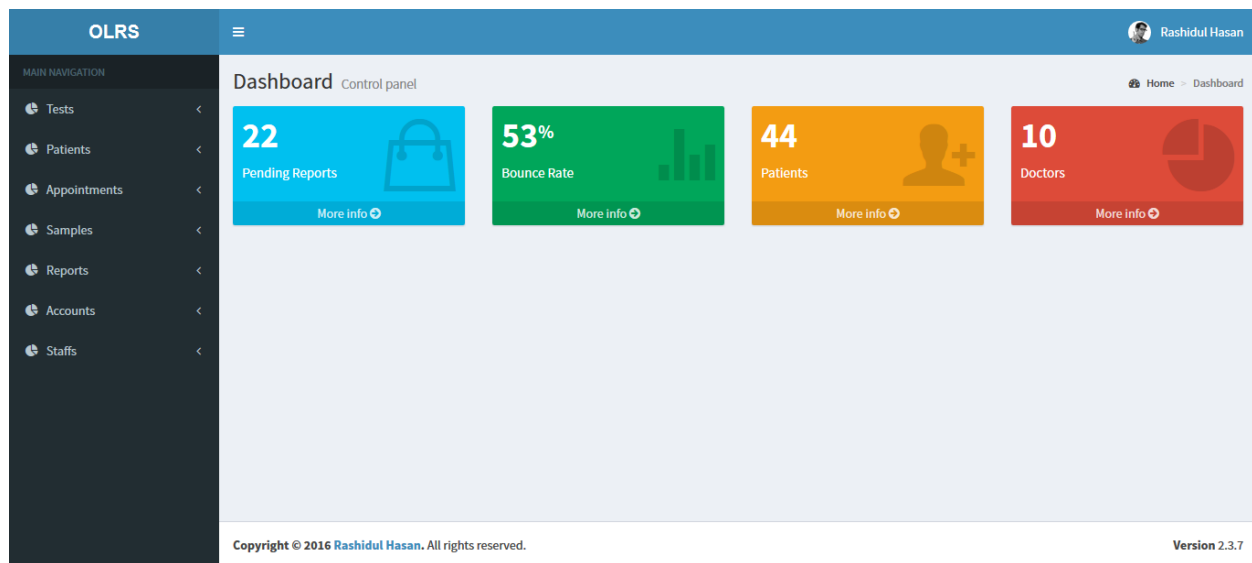 OLRS
Rashidul Hasan
MAIN NAVIGATION
Tests
Patients
Appointments
Samples
Reports
Accounts
Staffs
Dashboard Control panel
Home > Dashboard
22
Pending Reports
More info
53%
Bounce Rate
More info
44
Patients
More info
10
Doctors
More info
Copyright © 2016 Rashidul Hasan. All rights reserved.
Version 2.3.7